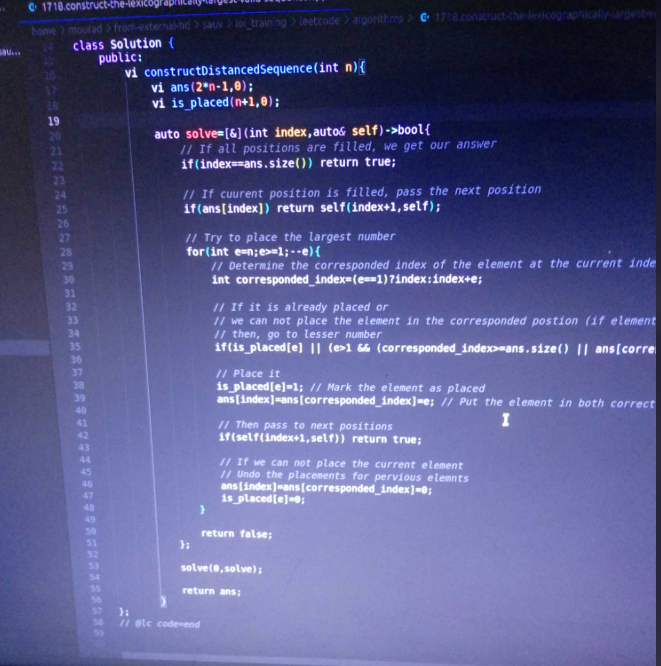 1718.construct-the-lexicographically-largest-valid-
home > mourad > from-external-hd > sauv > ioi_training > leetcode > algorithms > 1718.construct-the-lexicographically-largest-
sau...
14 class Solution {
15 public:
16 vi constructDistancedSequence(int n){
17 vi ans(2*n-1,0);
18 vi is_placed(n+1,0);
19
20 auto solve=[&](int index,auto& self)->bool{
21 // If all positions are filled, we get our answer
22 if(index==ans.size()) return true;
23
24 // If cuurent position is filled, pass the next position
25 if(ans[index]) return self(index+1,self);
26
27 // Try to place the largest number
28 for(int e=n;e>=1;--e){
29 // Determine the corresponded index of the element at the current inde
30 int corresponded_index=(e==1)?index:index+e;
31
32 // If it is already placed or
33 // we can not place the element in the corresponded postion (if element
34 // then, go to lesser number
35 if(is_placed[e] || (e>1 && (corresponded_index>=ans.size() || ans[corre
36
37 // Place it
38 is_placed[e]=1; // Mark the element as placed
39 ans[index]=ans[corresponded_index]=e; // Put the element in both correct
40
41 // Then pass to next positions
42 if(self(index+1,self)) return true;
43
44 // If we can not place the current element
45 // Undo the placements for pervious elemnts
46 ans[index]=ans[corresponded_index]=0;
47 is_placed[e]=0;
48 }
49
50 return false;
51 };
52
53 solve(0,solve);
54
55 return ans;
56 }
57 };
58 // @lc code=end
59